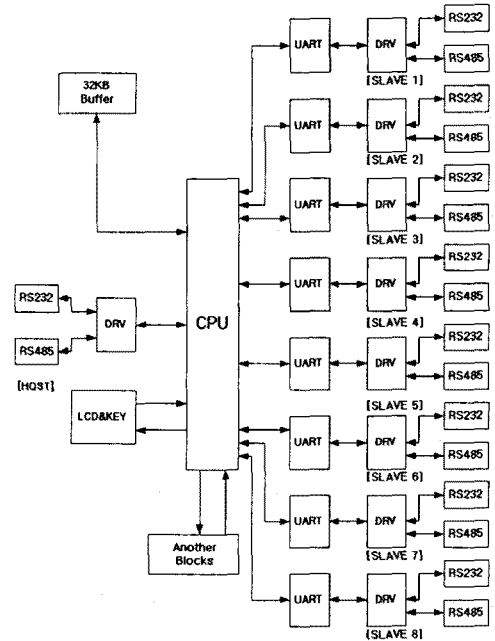 32KB
Buffer
RS232
RS485
DRV
[HOST]
LCD&KEY
CPU
Another
Blocks
UART
DRV
RS232
RS485
[SLAVE 1]
UART
DRV
RS232
RS485
[SLAVE 2]
UART
DRV
RS232
RS485
[SLAVE 3]
UART
DRV
RS232
RS485
[SLAVE 4]
UART
DRV
RS232
RS485
[SLAVE 5]
UART
DRV
RS232
RS485
[SLAVE 6]
UART
DRV
RS232
RS485
[SLAVE 7]
UART
DRV
RS232
RS485
[SLAVE 8]